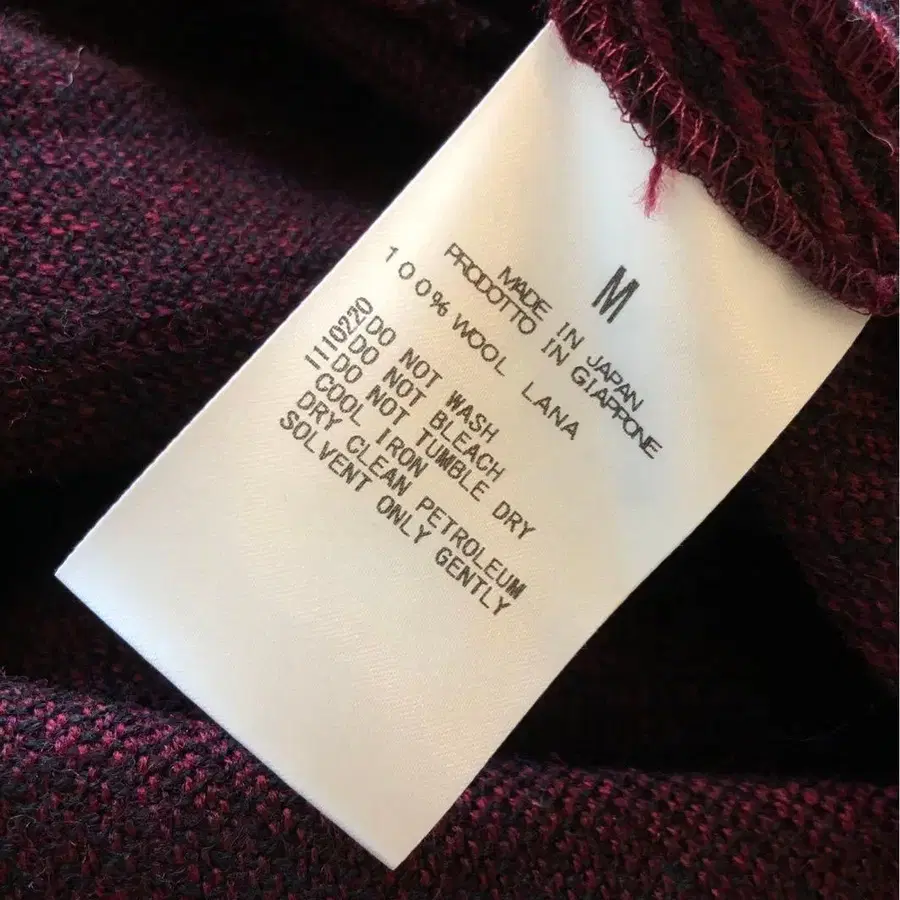 M
MADE IN JAPAN
PRODOTTO IN GIAPPONE
100% WOOL LANA
1110220
DO NOT WASH
DO NOT BLEACH
DO NOT TUMBLE DRY
COOL IRON
DRY CLEAN PETROLEUM
SOLVENT ONLY GENTLY